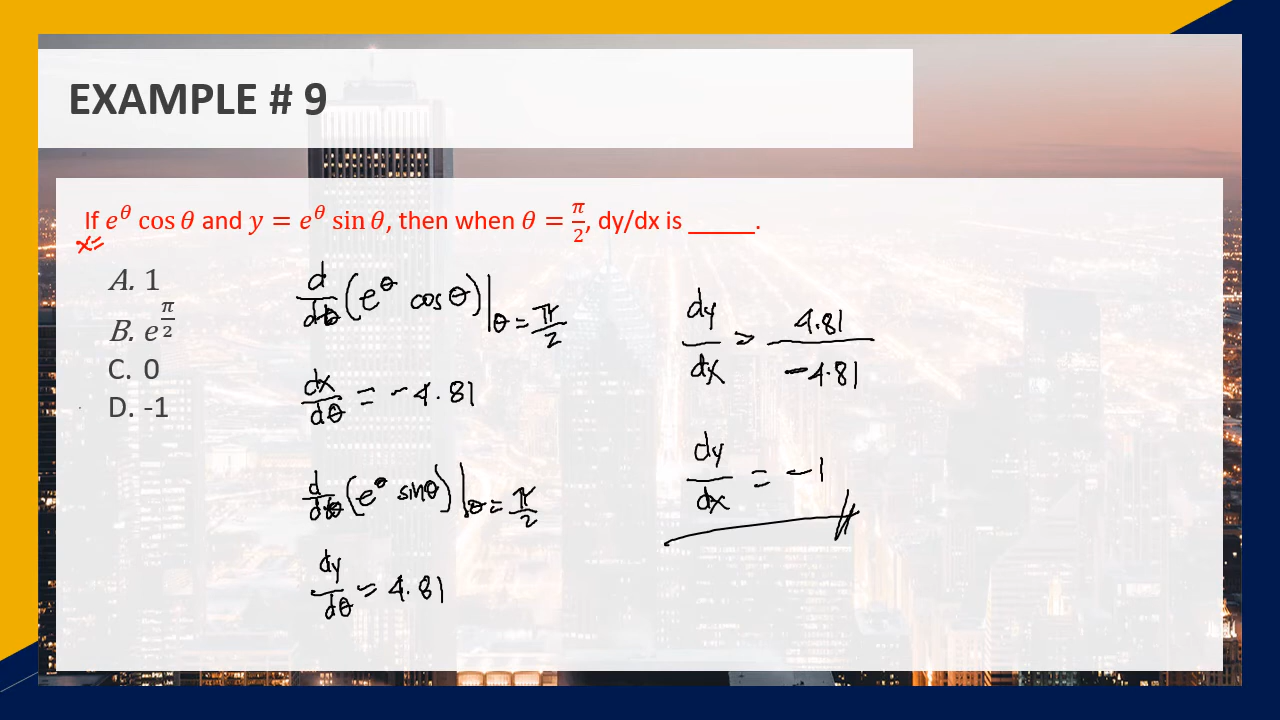 EXAMPLE # 9
If e^θ cos θ and y = e^θ sin θ, then when θ = π/2, dy/dx is _____.
x=
A. 1
B. e^(π/2)
C. 0
D. -1
d/dθ (e^θ cos θ)|θ = π/2
dx/dθ = -4.81
d/dθ (e^θ sinθ)|θ = π/2
dy/dθ = 4.81
dy/dx = 4.81/-4.81
dy/dx = -1